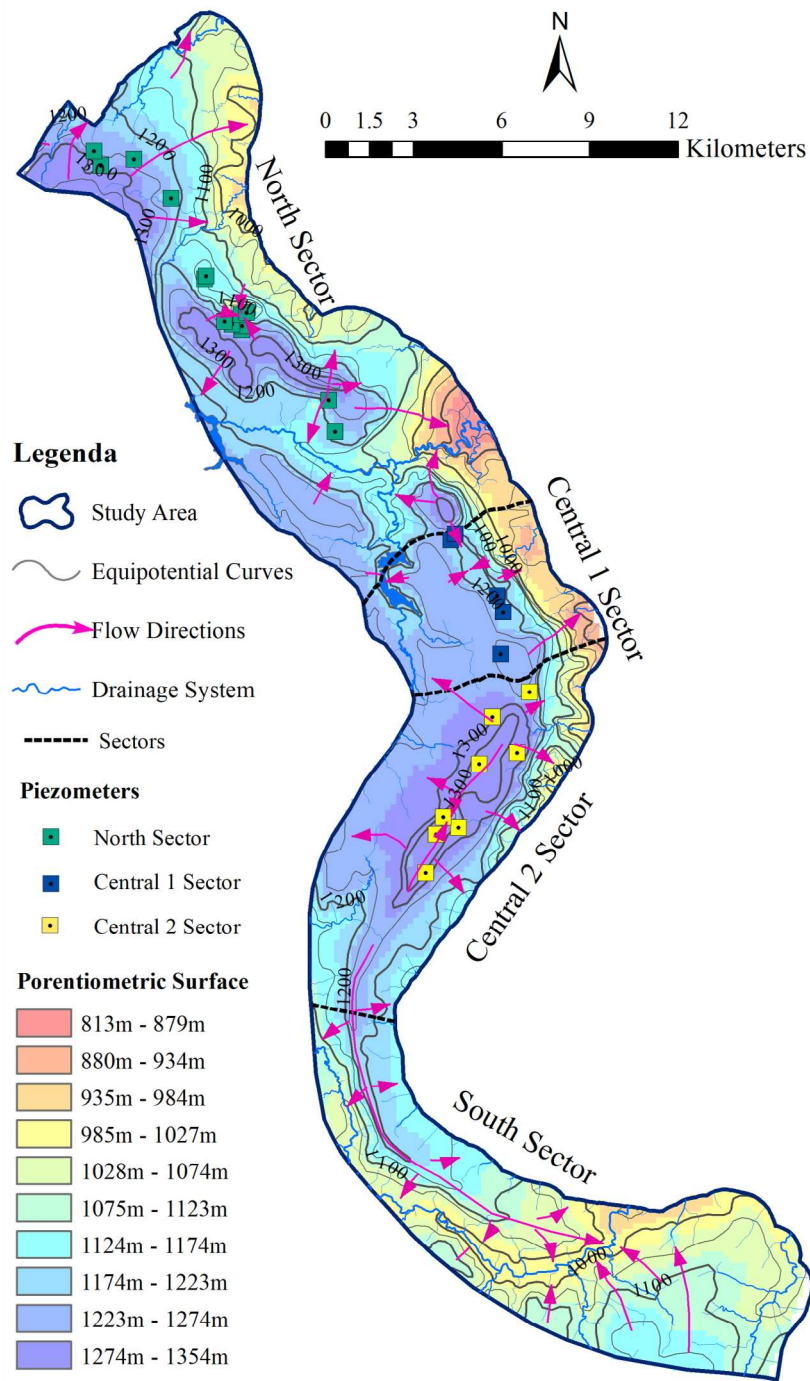 N
0 1.5 3 6 9 12
Kilometers
1200
1200
1300
1100
1300
1000
North Sector
1100
1300
1300
1200
Legenda
Study Area
Equipotential Curves
Flow Directions
Drainage System
Sectors
Piezometers
North Sector
Central 1 Sector
Central 2 Sector
Porentiometric Surface
813m - 879m
880m - 934m
935m - 984m
985m - 1027m
1028m - 1074m
1075m - 1123m
1124m - 1174m
1174m - 1223m
1223m - 1274m
1274m - 1354m
1100
1000
1200
Central 1 Sector
1300
1300
1000
1100
Central 2 Sector
1200
1200
South Sector
1100
1000
1100